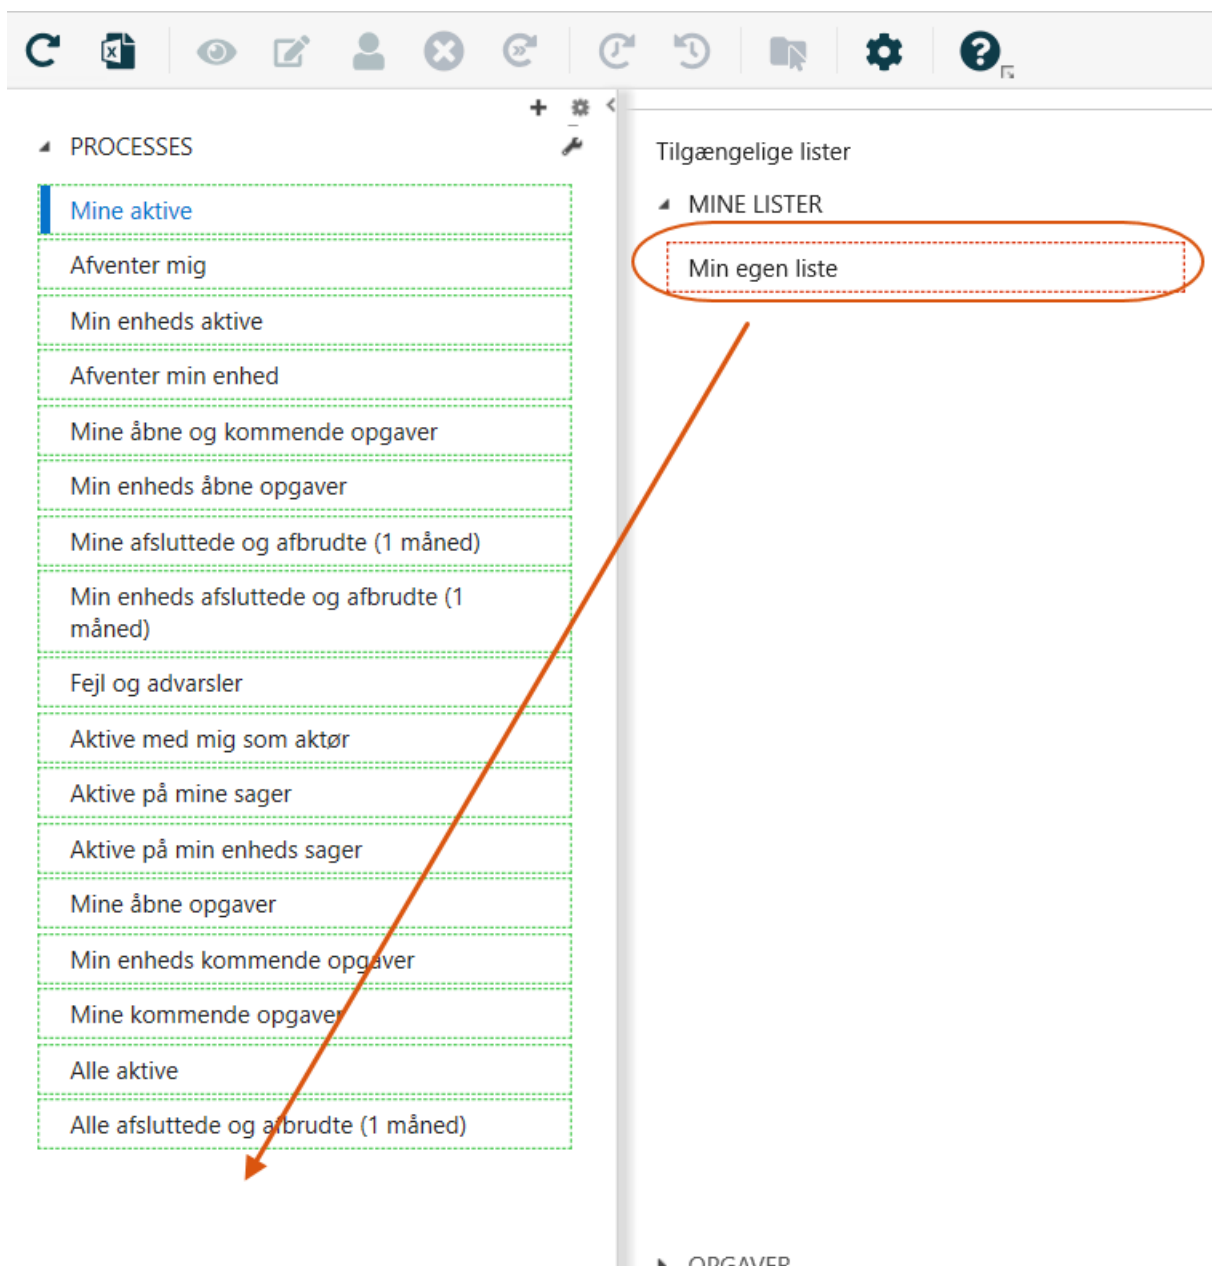 PROCESSES
Mine aktive
Afventer mig
Min enheds aktive
Afventer min enhed
Mine åbne og kommende opgaver
Min enheds åbne opgaver
Mine afsluttede og afbrudte (1 måned)
Min enheds afsluttede og afbrudte (1
måned)
Fejl og advarsler
Aktive med mig som aktør
Aktive på mine sager
Aktive på min enheds sager
Mine åbne opgaver
Min enheds kommende opgaver
Mine kommende opgaver
Alle aktive
Alle afsluttede og afbrudte (1 måned)
Tilgængelige lister
MINE LISTER
Min egen liste
OPGAVER